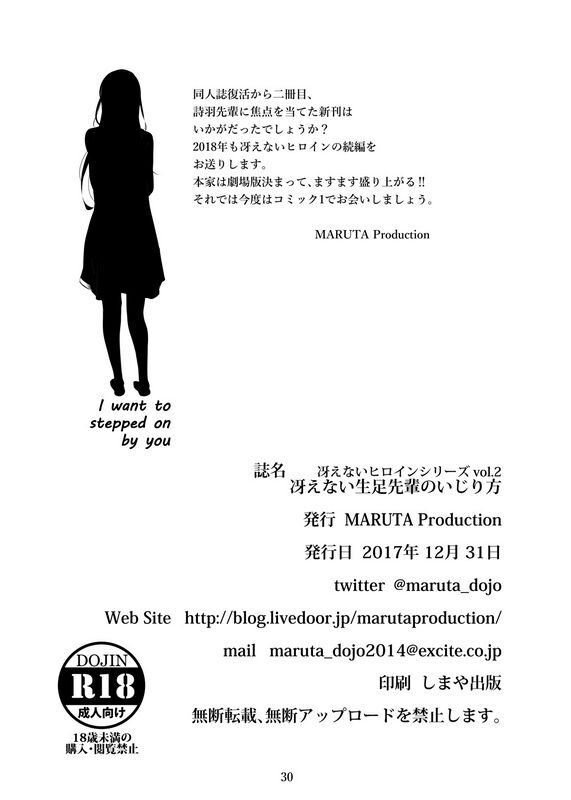 同人誌復活から二冊目、
詩羽先輩に焦点を当てた新刊は
いかがだったでしょうか？
2018年も冴えないヒロインの続編を
お送りします。
本家は劇場版決まって、ますます盛り上がる!!
それでは今度はコミック1でお会いしましょう。
MARUTA Production
I want to
stepped on
by you
誌名 冴えないヒロインシリーズ vol.2
冴えない生足先輩のいじり方
発行 MARUTA Production
発行日 2017年 12月 31日
twitter @maruta_dojo
Web Site http://blog.livedoor.jp/marutaproduction/
mail maruta_dojo2014@excite.co.jp
印刷 しまや出版
無断転載、無断アップロードを禁止します。
DOJIN
R18
成人向け
18歳未満の
購入・閲覧禁止
30